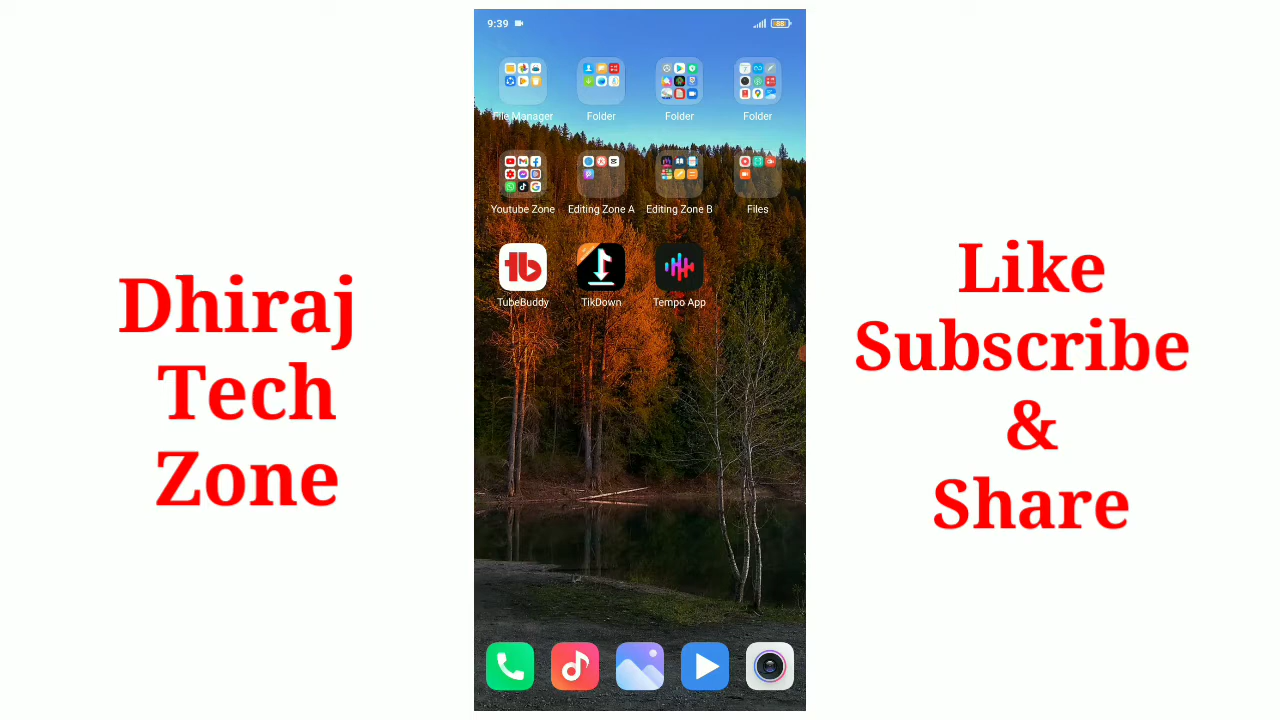 Dhiraj
Tech
Zone
9:39
88
File Manager
Folder
Folder
Folder
Youtube Zone
Editing Zone A
Editing Zone B
Files
TubeBuddy
TikDown
Tempo App
Like
Subscribe
&
Share